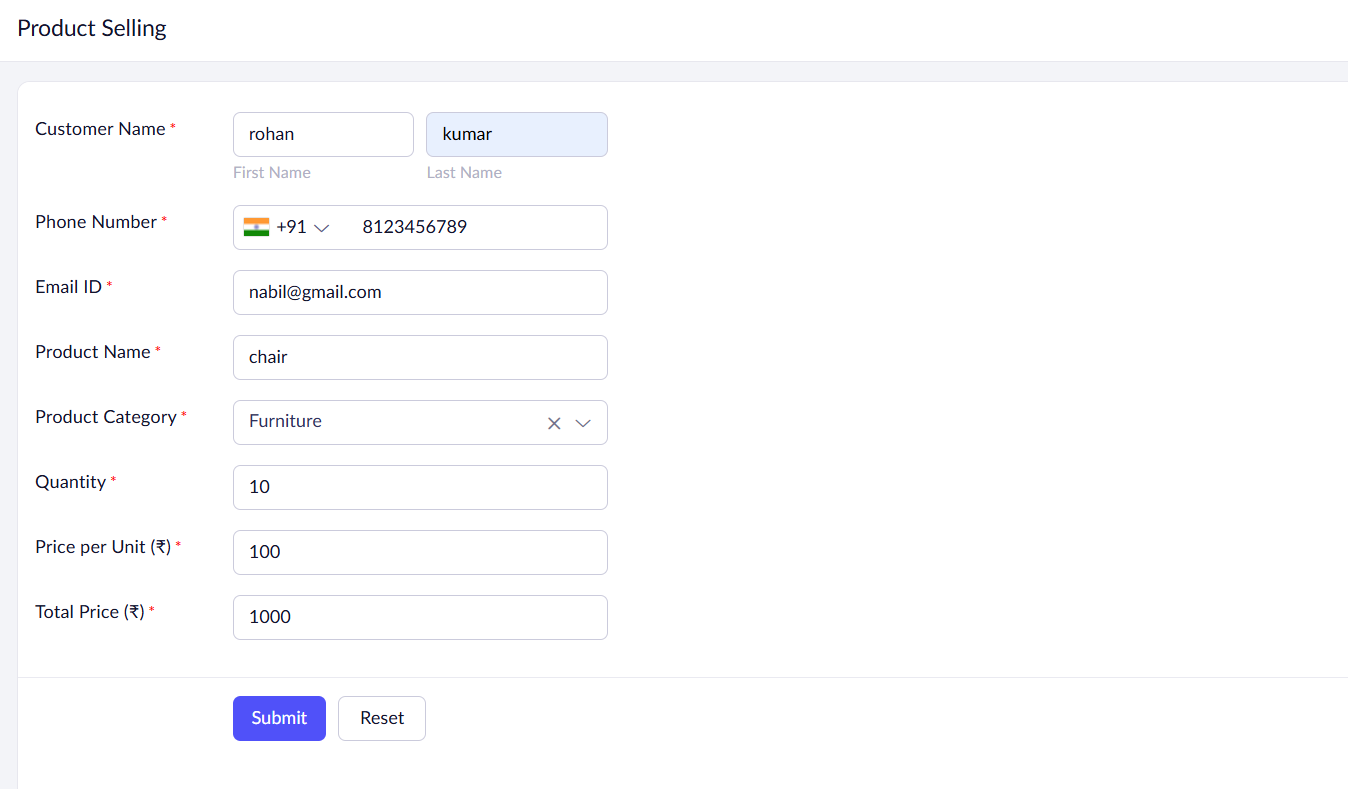 Product Selling
Customer Name *
rohan kumar
First Name Last Name
Phone Number * +91 8123456789
Email ID * nabil@gmail.com
Product Name * chair
Product Category * Furniture
Quantity * 10
Price per Unit (₹) * 100
Total Price (₹) * 1000
Submit Reset